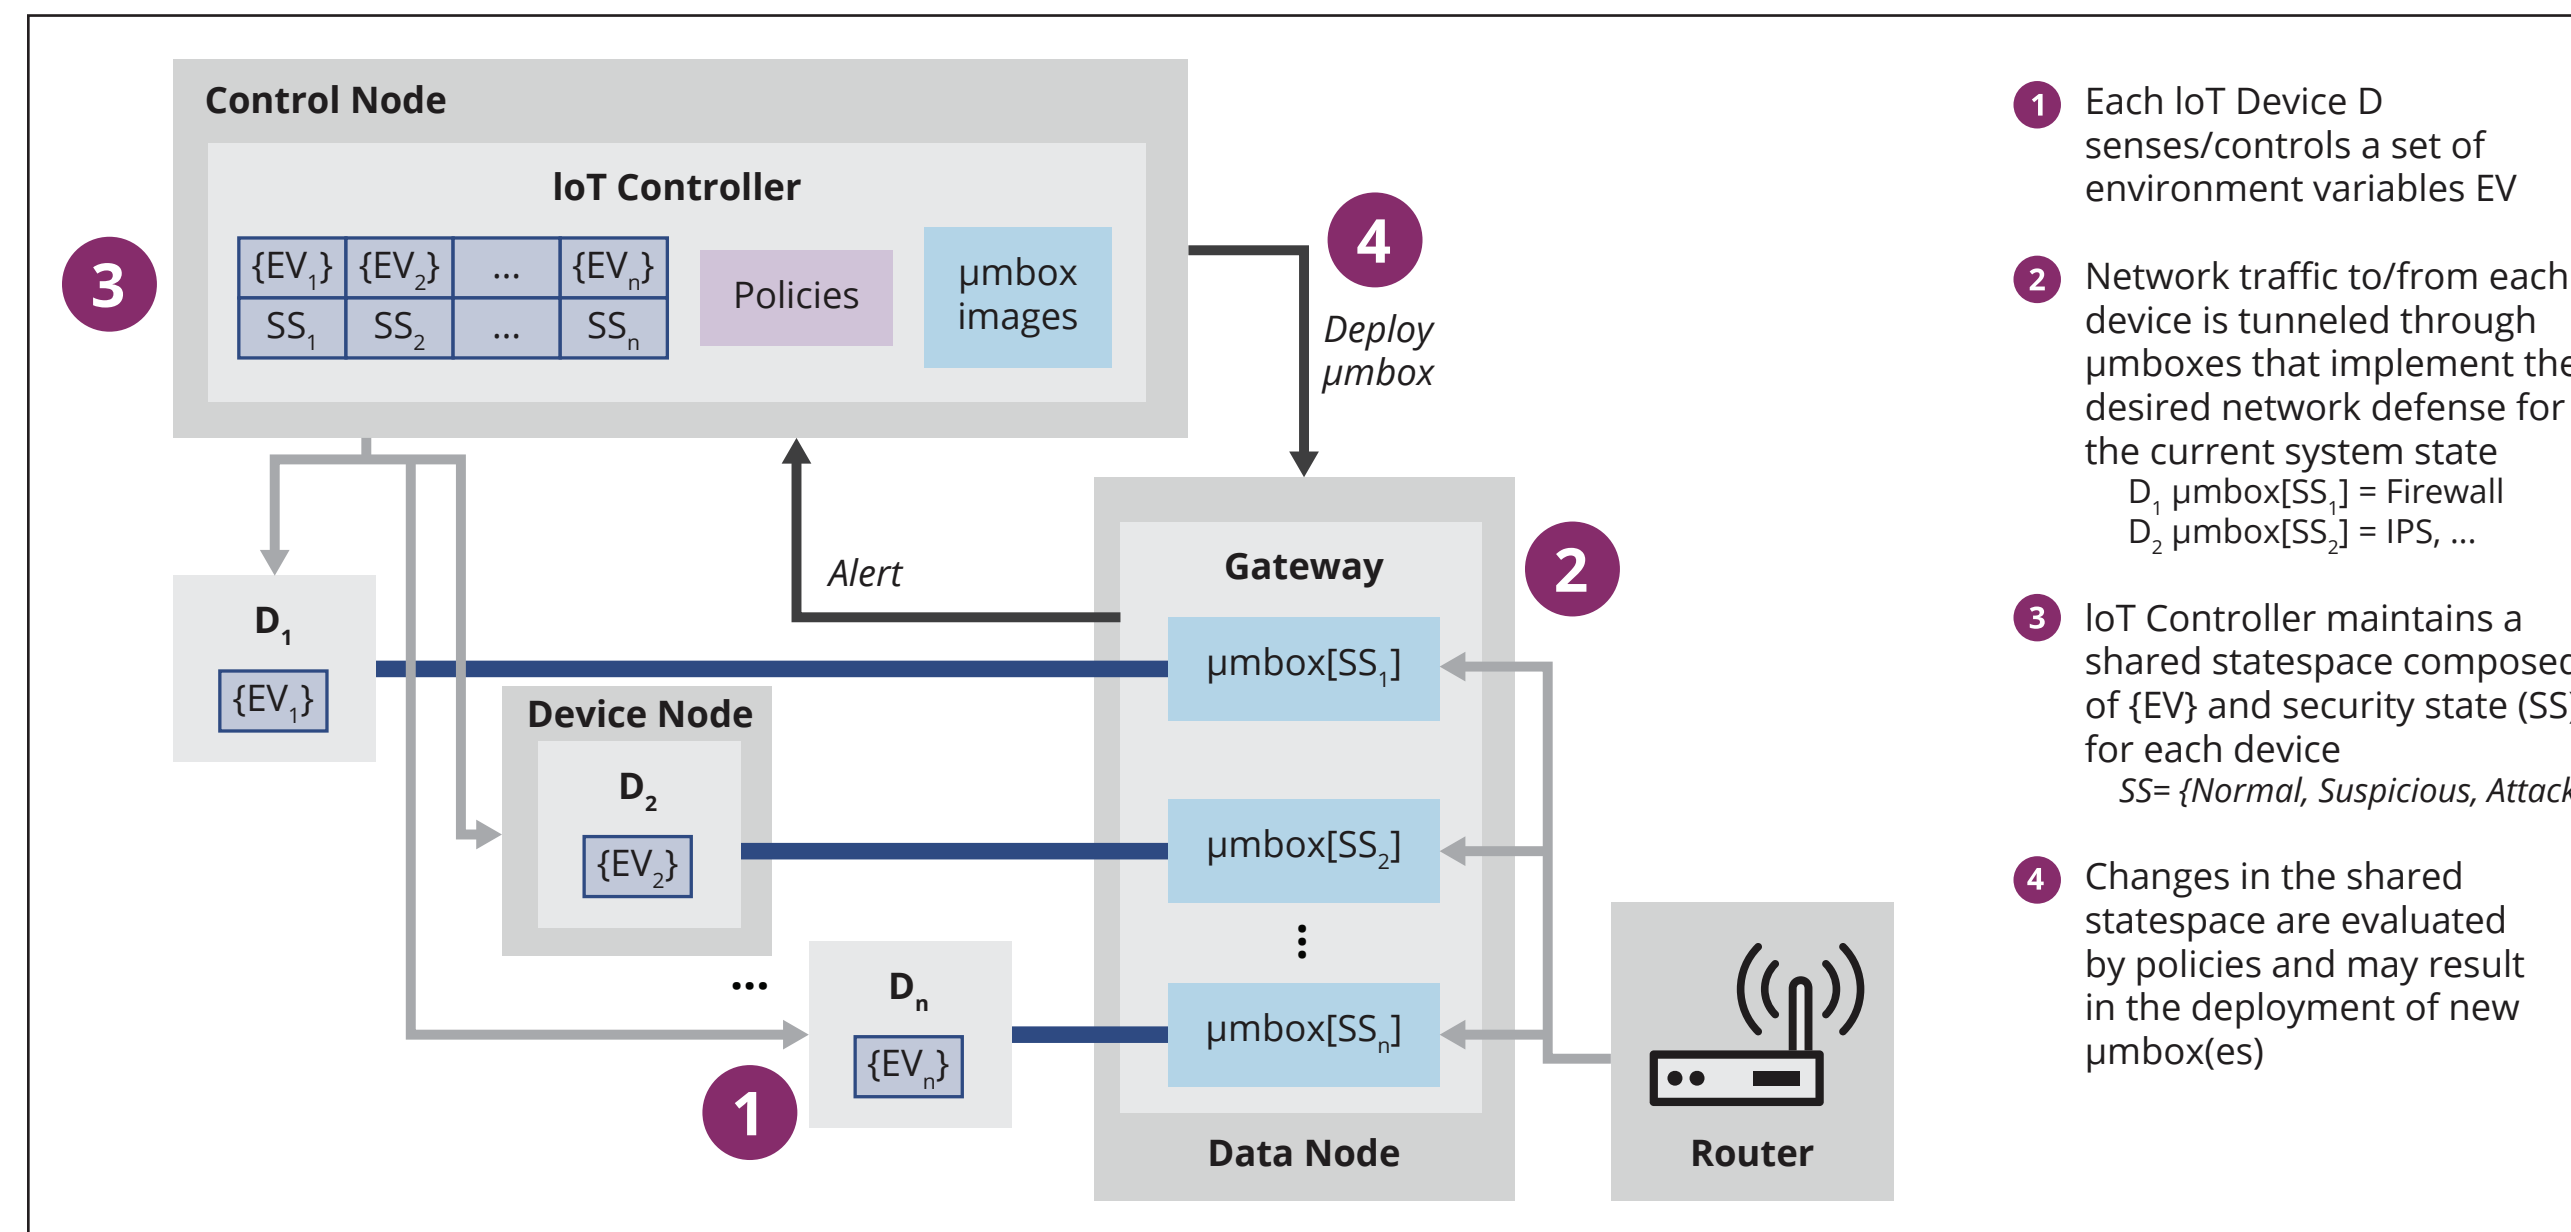 Control Node
IoT Controller
{EV1} {EV2} ... {EVn}
SS1 SS2 ... SSn
Policies
µmbox
images
3
4
Deploy
µmbox
Alert
D1
{EV1}
Device Node
D2
{EV2}
...
Dn
{EVn}
1
Gateway
2
µmbox[SS1]
µmbox[SS2]
⋮
µmbox[SSn]
Data Node
Router
1 Each IoT Device D
senses/controls a set of
environment variables EV
2 Network traffic to/from each
device is tunneled through
µmboxes that implement the
desired network defense for
the current system state
D1 µmbox[SS1] = Firewall
D2 µmbox[SS2] = IPS, ...
3 IoT Controller maintains a
shared statespace composed
of {EV} and security state (SS)
for each device
SS= {Normal, Suspicious, Attack
4 Changes in the shared
statespace are evaluated
by policies and may result
in the deployment of new
µmbox(es)